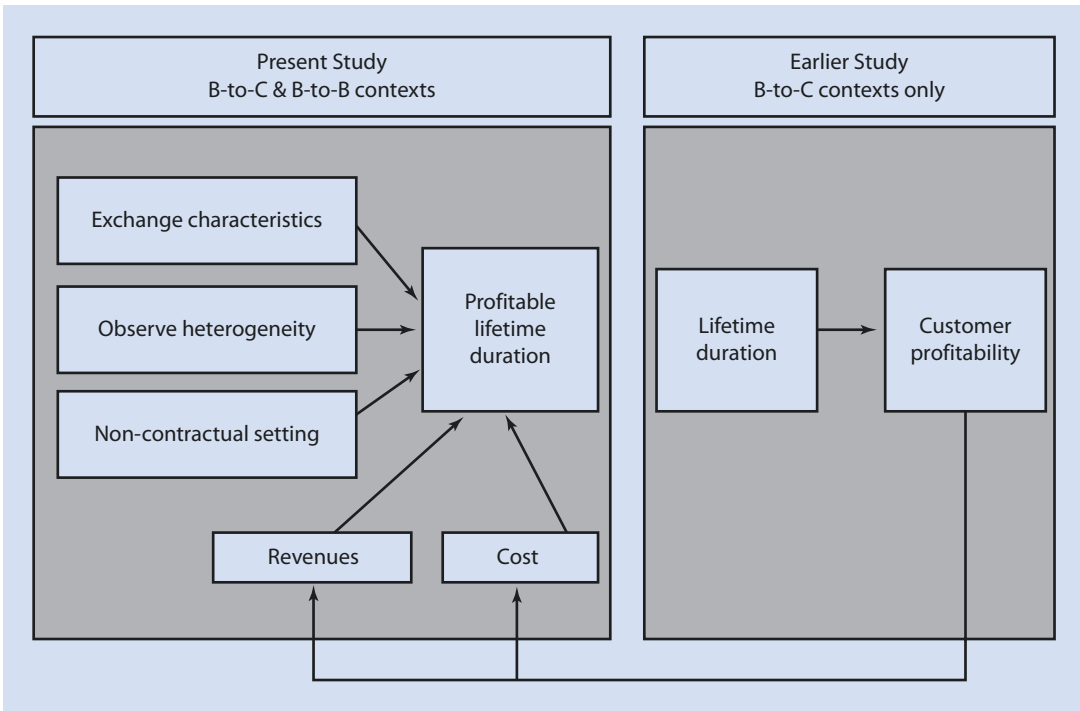 Present Study
B-to-C & B-to-B contexts
Earlier Study
B-to-C contexts only
Exchange characteristics
Observe heterogeneity
Non-contractual setting
Profitable
lifetime
duration
Revenues
Cost
Lifetime
duration
Customer
profitability